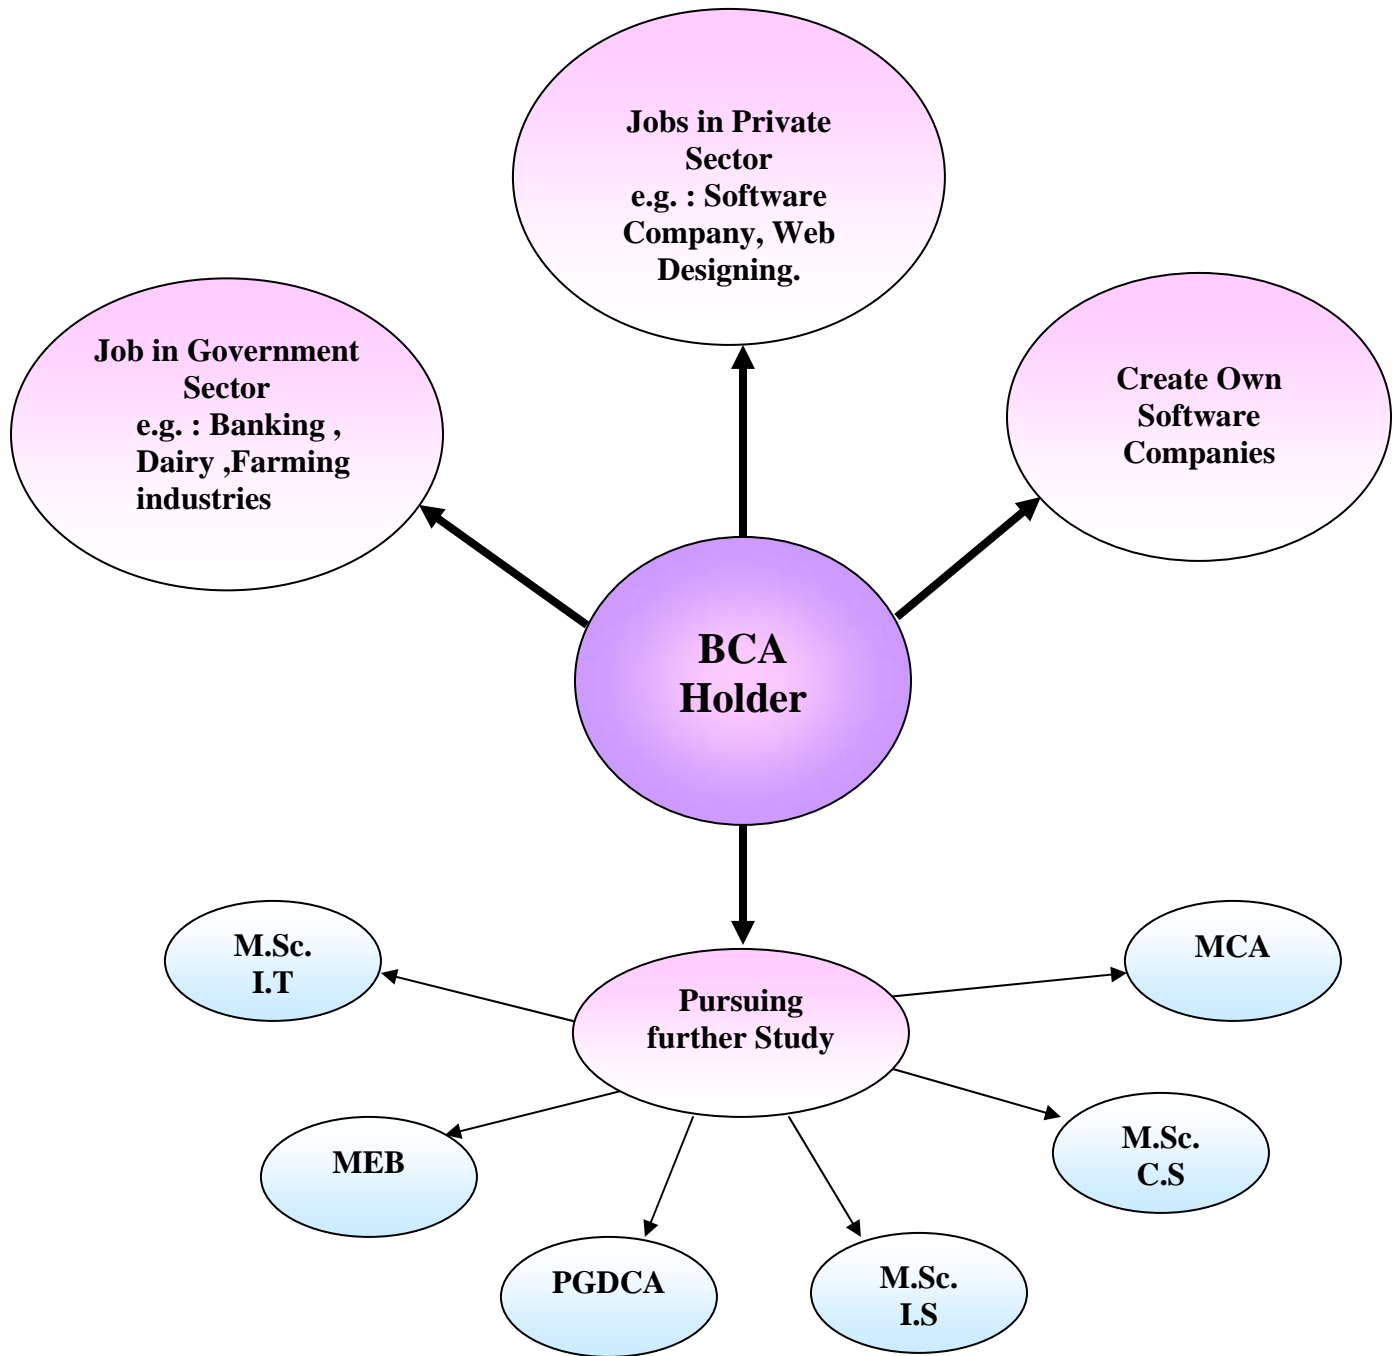 Jobs in Private
Sector
e.g. : Software
Company, Web
Designing.
Job in Government
Sector
e.g. : Banking ,
Dairy ,Farming
industries
Create Own
Software
Companies
BCA
Holder
M.Sc.
I.T
MCA
Pursuing
further Study
MEB
M.Sc.
C.S
PGDCA
M.Sc.
I.S